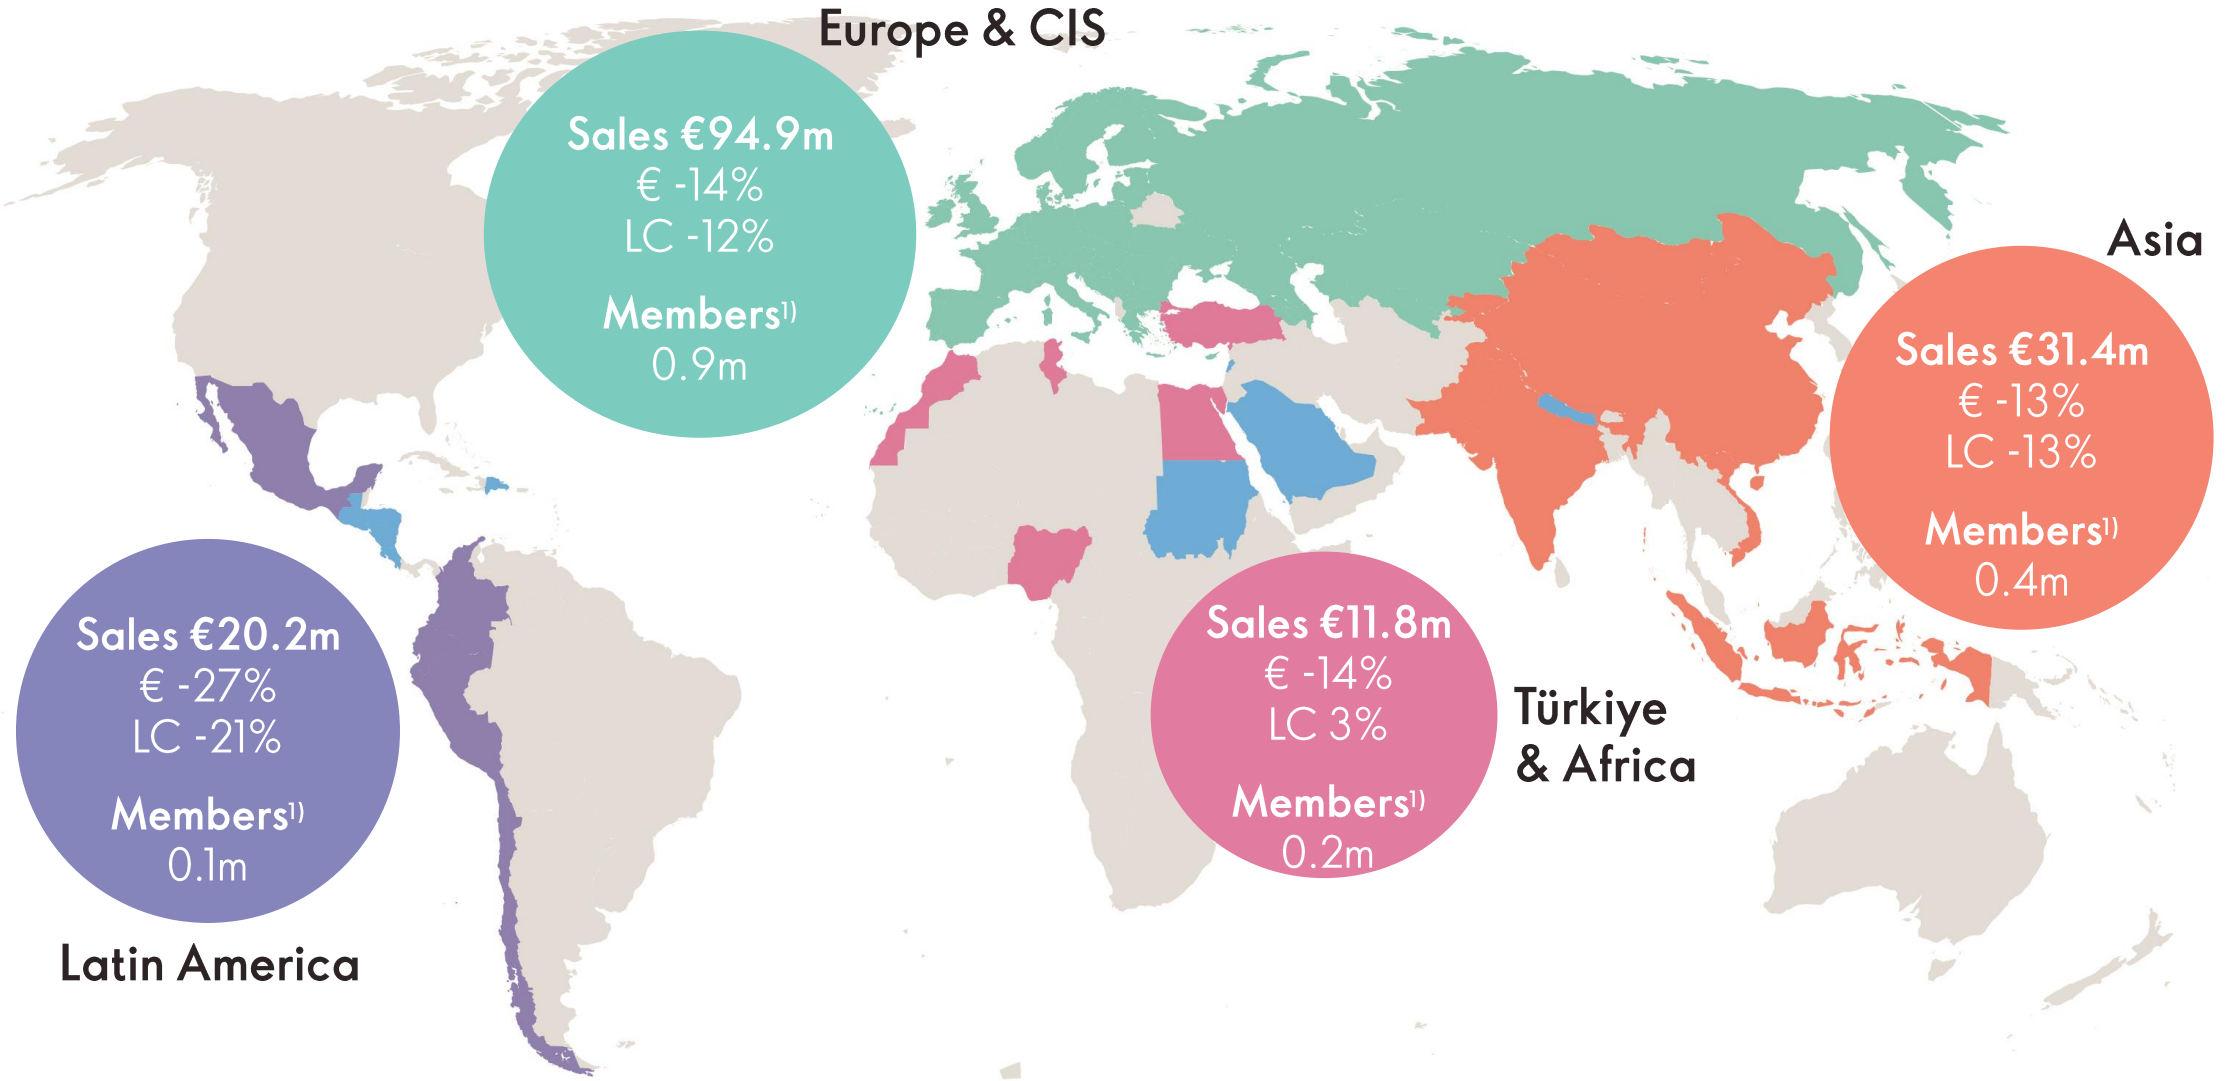 Europe & CIS
Sales €94.9m
€ -14%
LC -12%
Members¹⁾
0.9m
Asia
Sales €31.4m
€ -13%
LC -13%
Members¹⁾
0.4m
Sales €20.2m
€ -27%
LC -21%
Members¹⁾
0.1m
Latin America
Sales €11.8m
€ -14%
LC 3%
Members¹⁾
0.2m
Türkiye
& Africa